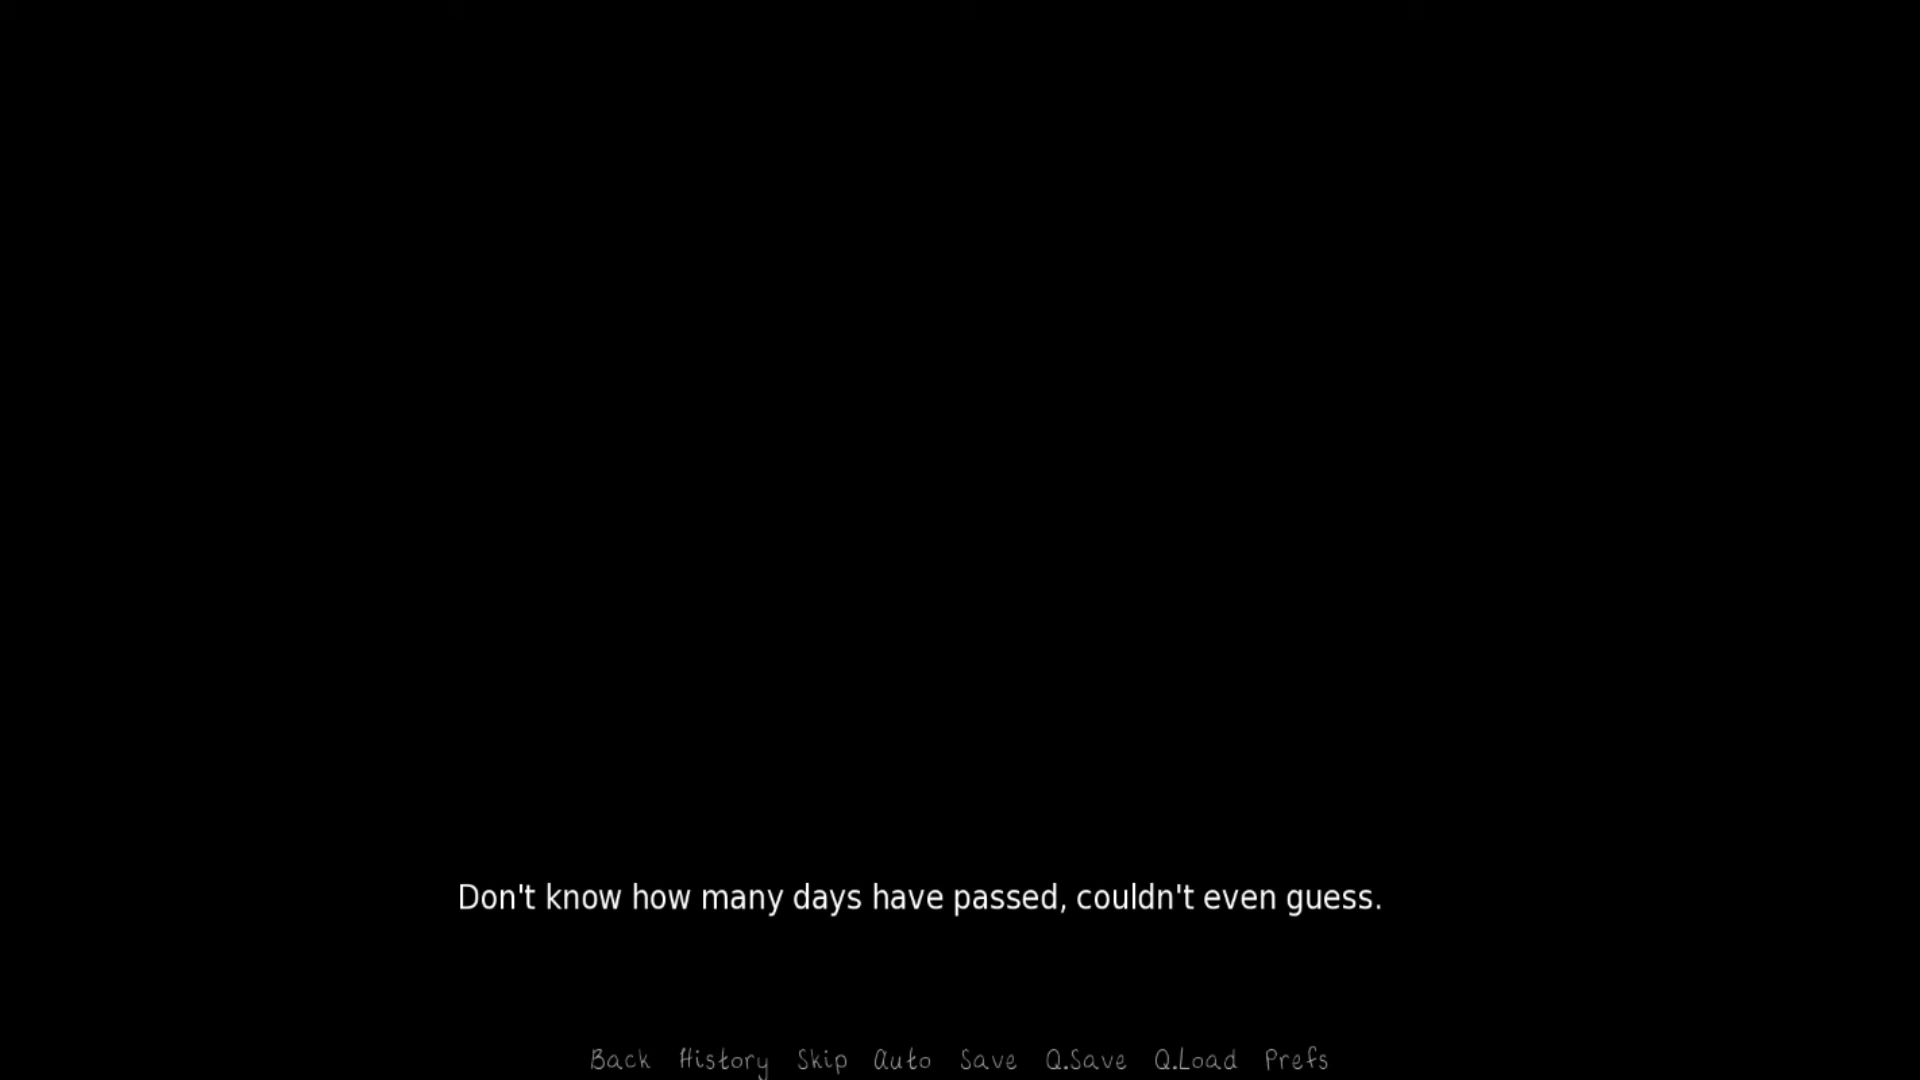 Don't know how many days have passed, couldn't even guess.
Back History Skip Auto Save Q.Save Q.Load Prefs